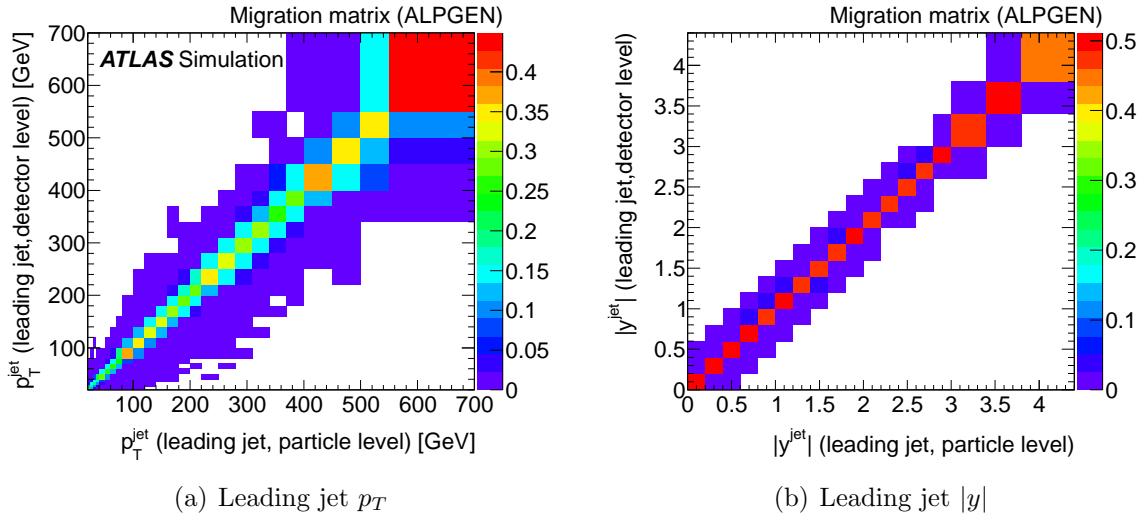 Migration matrix (ALPGEN)
ATLAS Simulation
p_T^jet (leading jet,detector level) [GeV]
700
600
500
400
300
200
100
100 200 300 400 500 600 700
p_T^jet (leading jet, particle level) [GeV]
0.4
0.35
0.3
0.25
0.2
0.15
0.1
0.05
0
(a) Leading jet p_T
Migration matrix (ALPGEN)
|y^jet| (leading jet,detector level)
4
3.5
3
2.5
2
1.5
1
0.5
0
0 0.5 1 1.5 2 2.5 3 3.5 4
|y^jet| (leading jet, particle level)
0.5
0.4
0.3
0.2
0.1
0
(b) Leading jet |y|